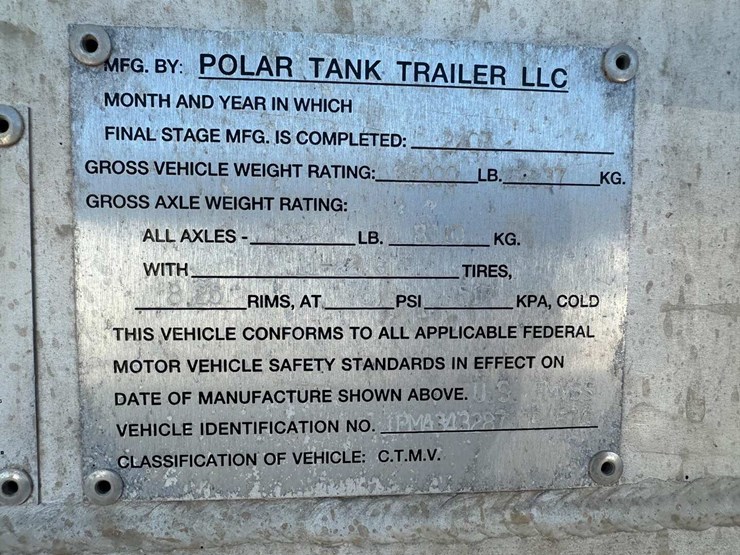 MFG. BY: POLAR TANK TRAILER LLC
MONTH AND YEAR IN WHICH
FINAL STAGE MFG. IS COMPLETED:
GROSS VEHICLE WEIGHT RATING: LB. KG.
GROSS AXLE WEIGHT RATING:
ALL AXLES - LB. KG.
WITH TIRES,
RIMS, AT PSI KPA, COLD
THIS VEHICLE CONFORMS TO ALL APPLICABLE FEDERAL
MOTOR VEHICLE SAFETY STANDARDS IN EFFECT ON
DATE OF MANUFACTURE SHOWN ABOVE.
VEHICLE IDENTIFICATION NO.
CLASSIFICATION OF VEHICLE: C.T.M.V.